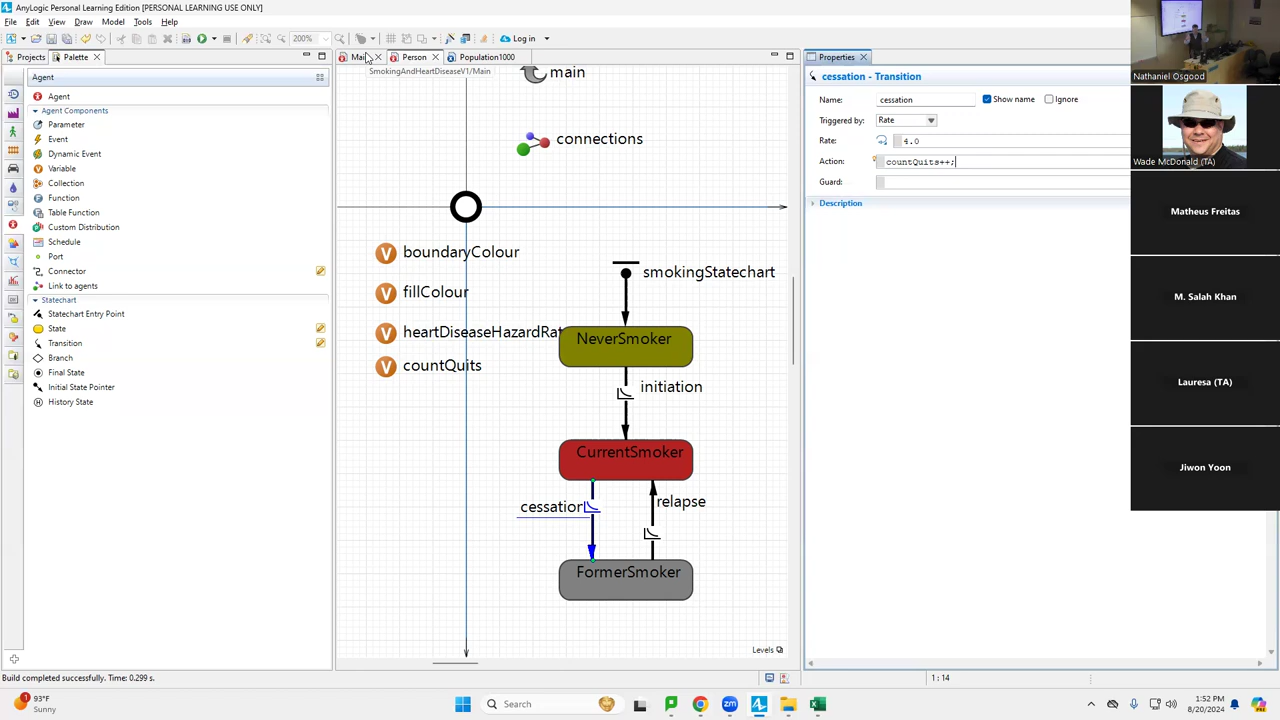 AnyLogic Personal Learning Edition [PERSONAL LEARNING USE ONLY]
File Edit View Draw Model Tools Help
200%
Log in
Projects Palette
Main Person Population1000
Properties
SmokingAndHeartDiseaseV1/Main
Agent
Agent
Agent Components
Parameter
Event
Dynamic Event
Variable
Collection
Function
Table Function
Custom Distribution
Schedule
Port
Connector
Link to agents
Statechart
Statechart Entry Point
State
Transition
Branch
Final State
Initial State Pointer
History State
main
connections
boundaryColour
fillColour
heartDiseaseHazardRat
countQuits
smokingStatechart
NeverSmoker
initiation
CurrentSmoker
cessation
relapse
FormerSmoker
Levels
cessation - Transition
Name: cessation Show name Ignore
Triggered by: Rate
Rate: 4.0
Action: countQuits++;
Guard:
Description
Nathaniel Osgood
Wade McDonald (TA)
Matheus Freitas
M. Salah Khan
Lauresa (TA)
Jiwon Yoon
Build completed successfully. Time: 0.299 s.
1 : 14
93°F
Sunny
Search
1:52 PM
8/20/2024